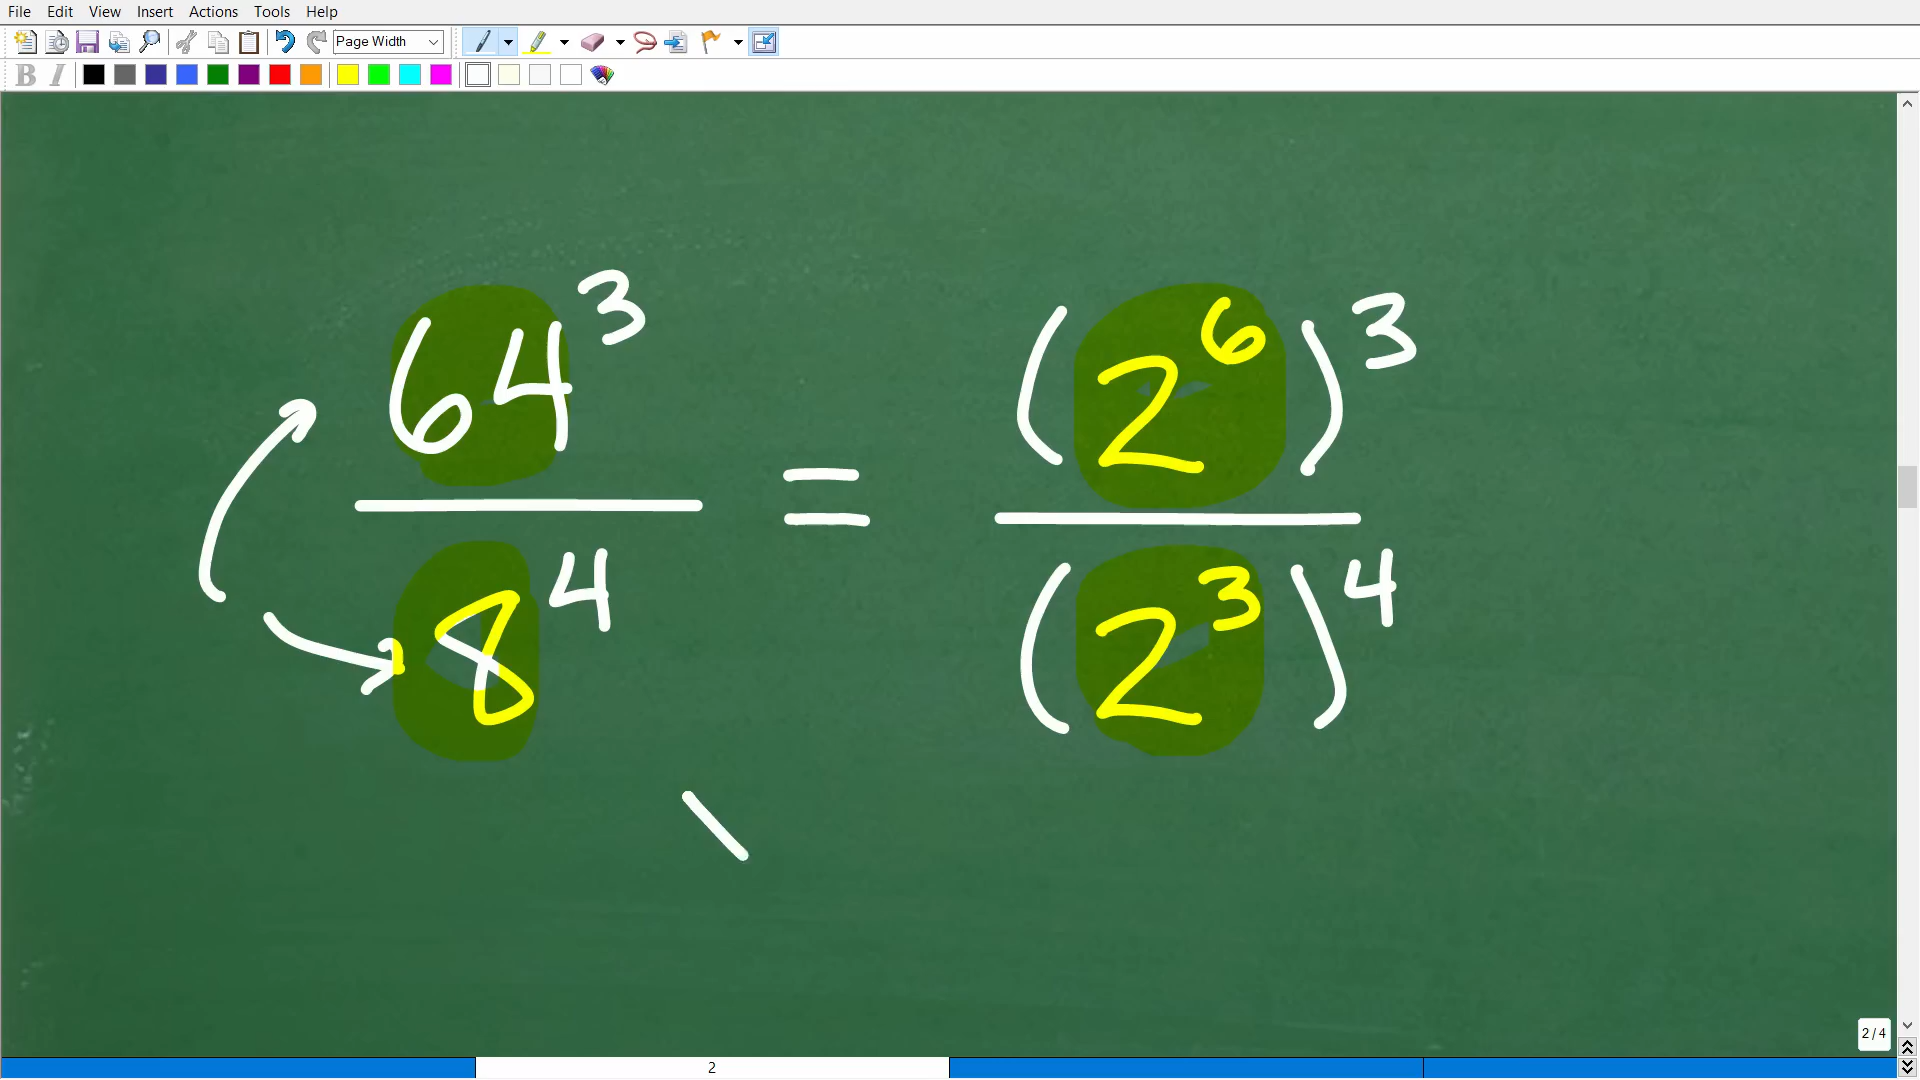 File Edit View Insert Actions Tools Help
Page Width
B I
64³ / 8⁴ = (2⁶)³ / (2³)⁴
2 / 4
2